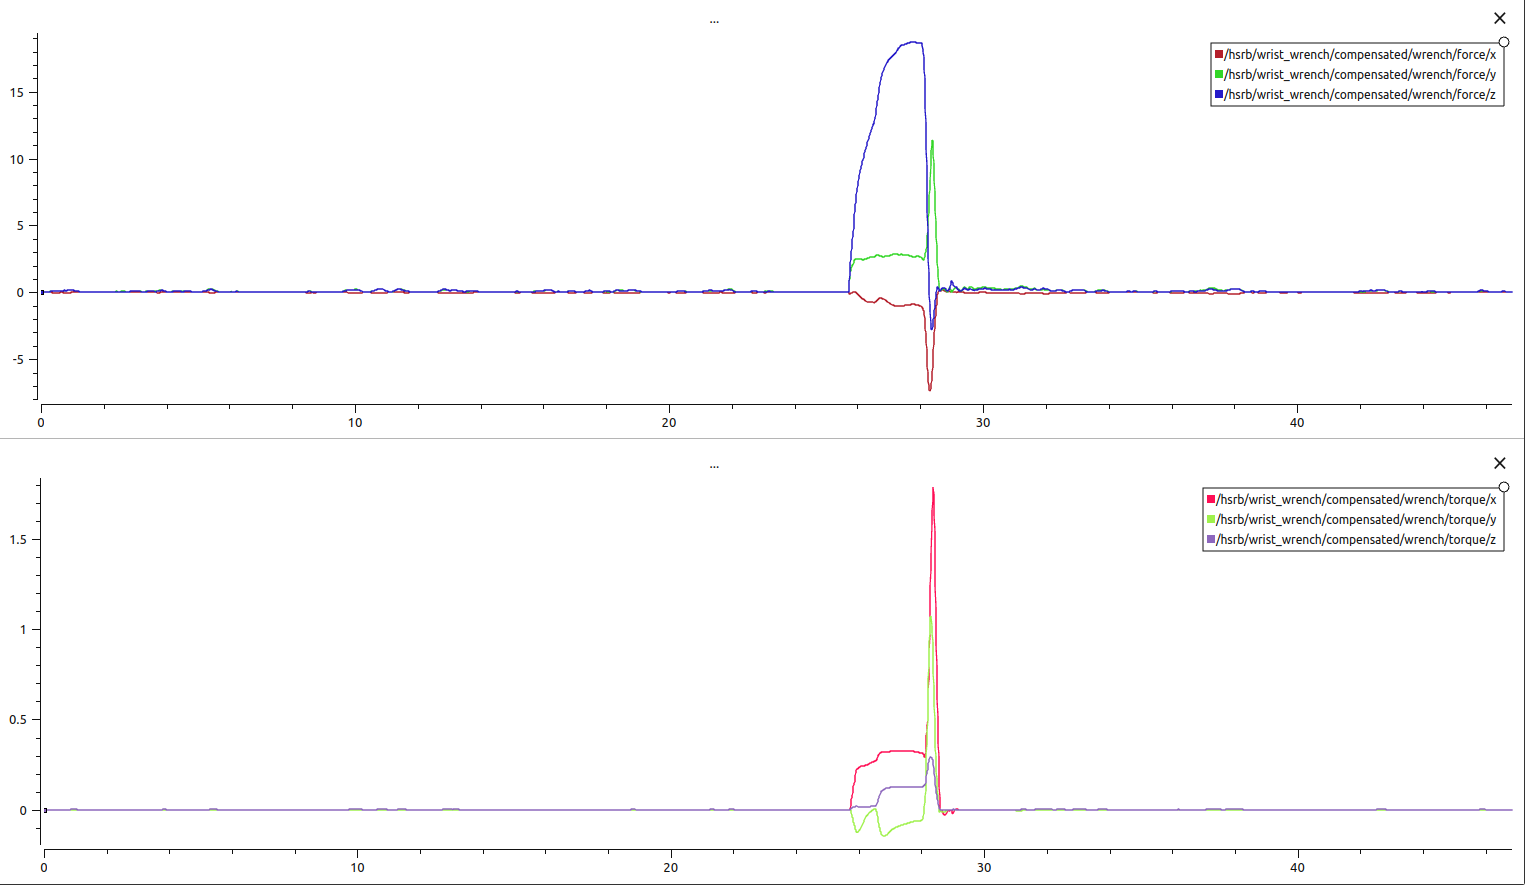 ...
/hsrb/wrist_wrench/compensated/wrench/force/x
/hsrb/wrist_wrench/compensated/wrench/force/y
/hsrb/wrist_wrench/compensated/wrench/force/z
15
10
5
0
-5
0 10 20 30 40
...
/hsrb/wrist_wrench/compensated/wrench/torque/x
/hsrb/wrist_wrench/compensated/wrench/torque/y
/hsrb/wrist_wrench/compensated/wrench/torque/z
1.5
1
0.5
0
0 10 20 30 40